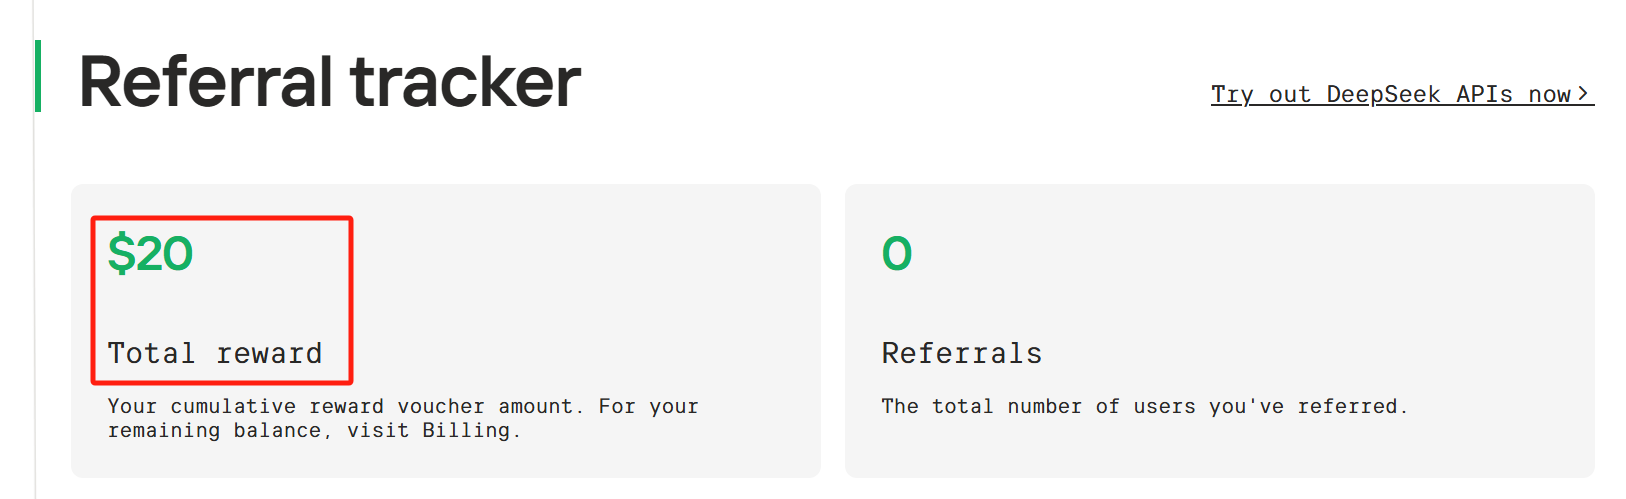 Referral tracker
Try out DeepSeek APIs now
$20
Total reward
Your cumulative reward voucher amount. For your
remaining balance, visit Billing.
0
Referrals
The total number of users you've referred.